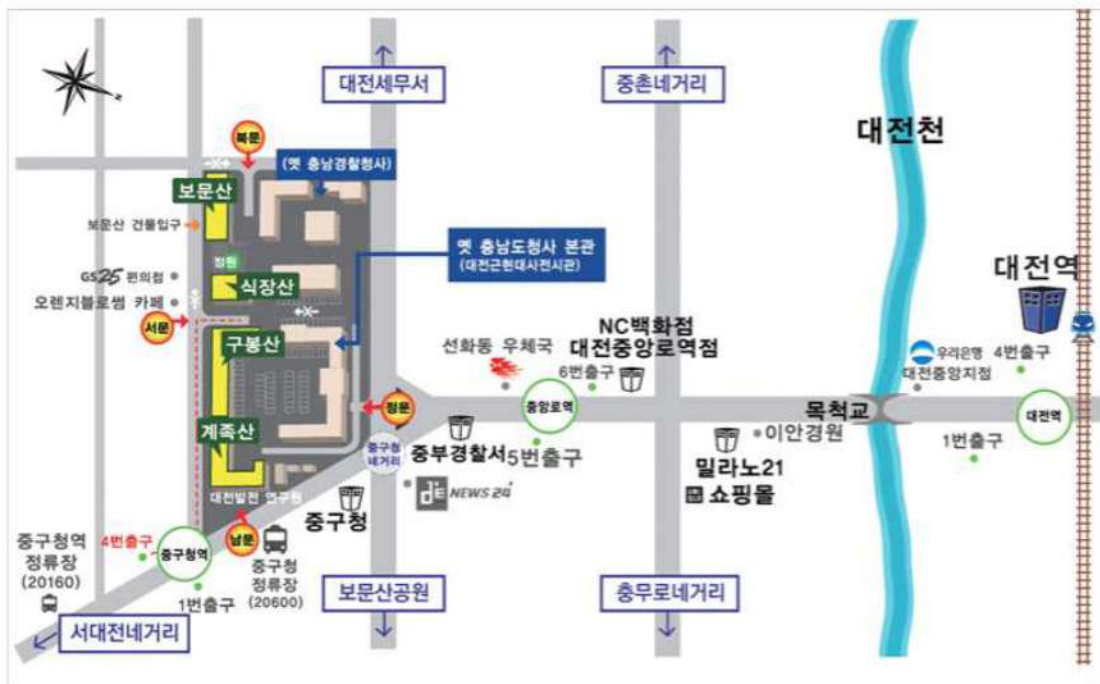 대전세무서
중촌네거리
대전천
북문
(옛 충남경찰청사)
보문산
보문산 건물입구
정원
옛 충남도청사 본관
(대전근현대사전시관)
GS25 편의점
식장산
오렌지블로썸 카페
서문
대전역
구봉산
선화동 우체국
NC백화점
대전중앙로역점
6번출구
우리은행
대전중앙지점
4번출구
정문
중앙로역
목척교
대전역
계족산
중구청
네거리
중부경찰서
5번출구
이안경원
1번출구
밀라노21
쇼핑몰
NEWS 24
대전발전 연구원
중구청
중구청역
정류장
(20160)
4번출구
중구청역
남문
중구청
정류장
(20600)
1번출구
보문산공원
충무로네거리
서대전네거리